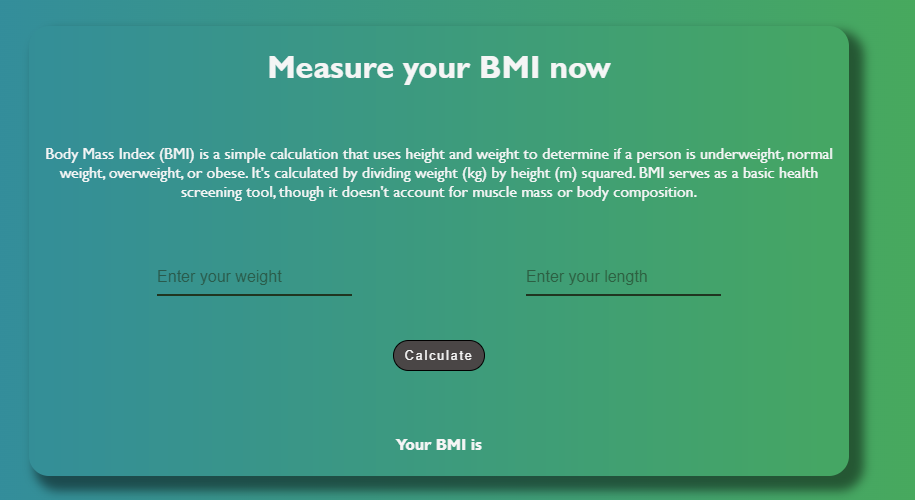 Measure your BMI now
Body Mass Index (BMI) is a simple calculation that uses height and weight to determine if a person is underweight, normal
weight, overweight, or obese. It's calculated by dividing weight (kg) by height (m) squared. BMI serves as a basic health
screening tool, though it doesn't account for muscle mass or body composition.
Enter your weight
Enter your length
Calculate
Your BMI is